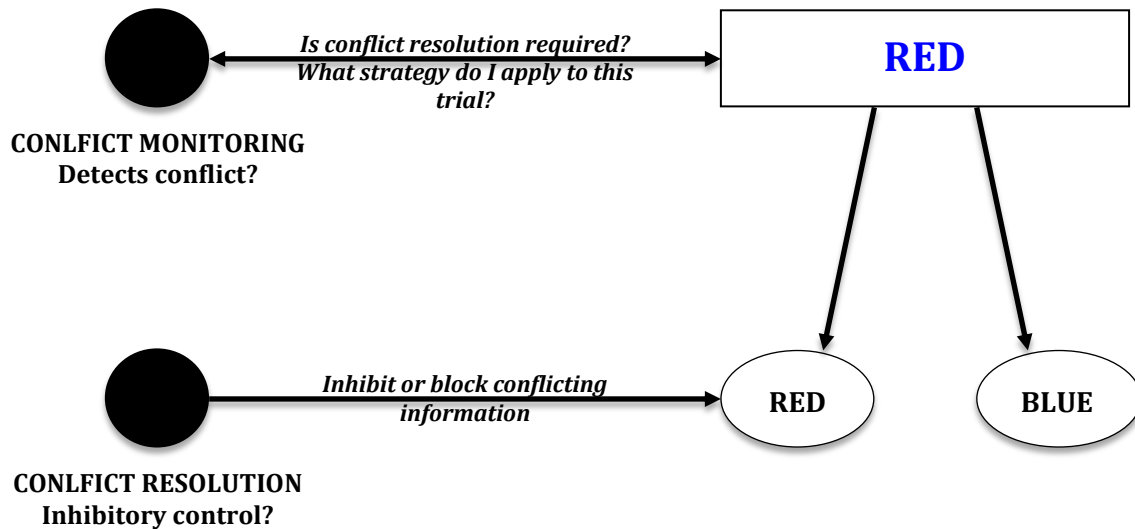 Is conflict resolution required?
What strategy do I apply to this
trial?
RED
CONLFICT MONITORING
Detects conflict?
Inhibit or block conflicting
information
RED
BLUE
CONLFICT RESOLUTION
Inhibitory control?